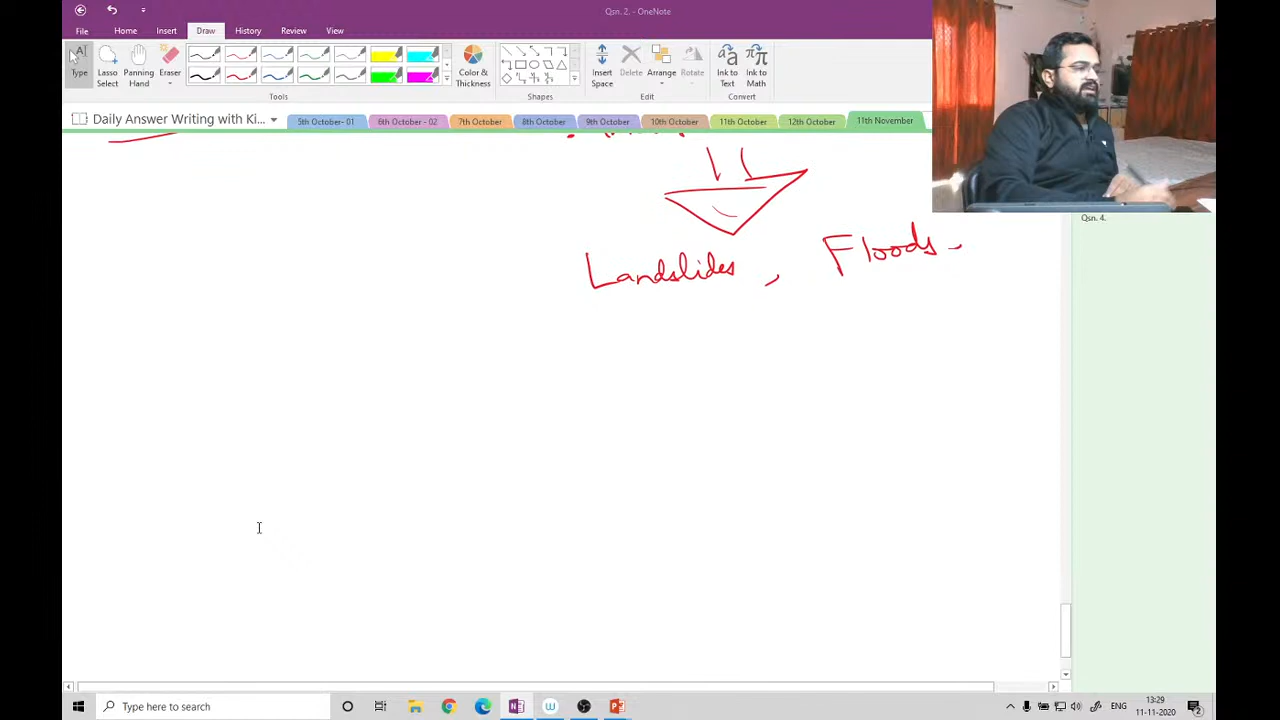 Qsn. 2. - OneNote
File Home Insert Draw History Review View
Type
Lasso Select
Panning Hand
Eraser
Color & Thickness
Insert Space
Delete
Arrange
Rotate
Ink to Text
Ink to Math
Tools
Shapes
Edit
Convert
Daily Answer Writing with Ki...
5th October- 01
6th October - 02
7th October
8th October
9th October
10th October
11th October
12th October
11th November
Qsn. 4.
Landslides , Floods -
Type here to search
ENG
13:29
11-11-2020
2